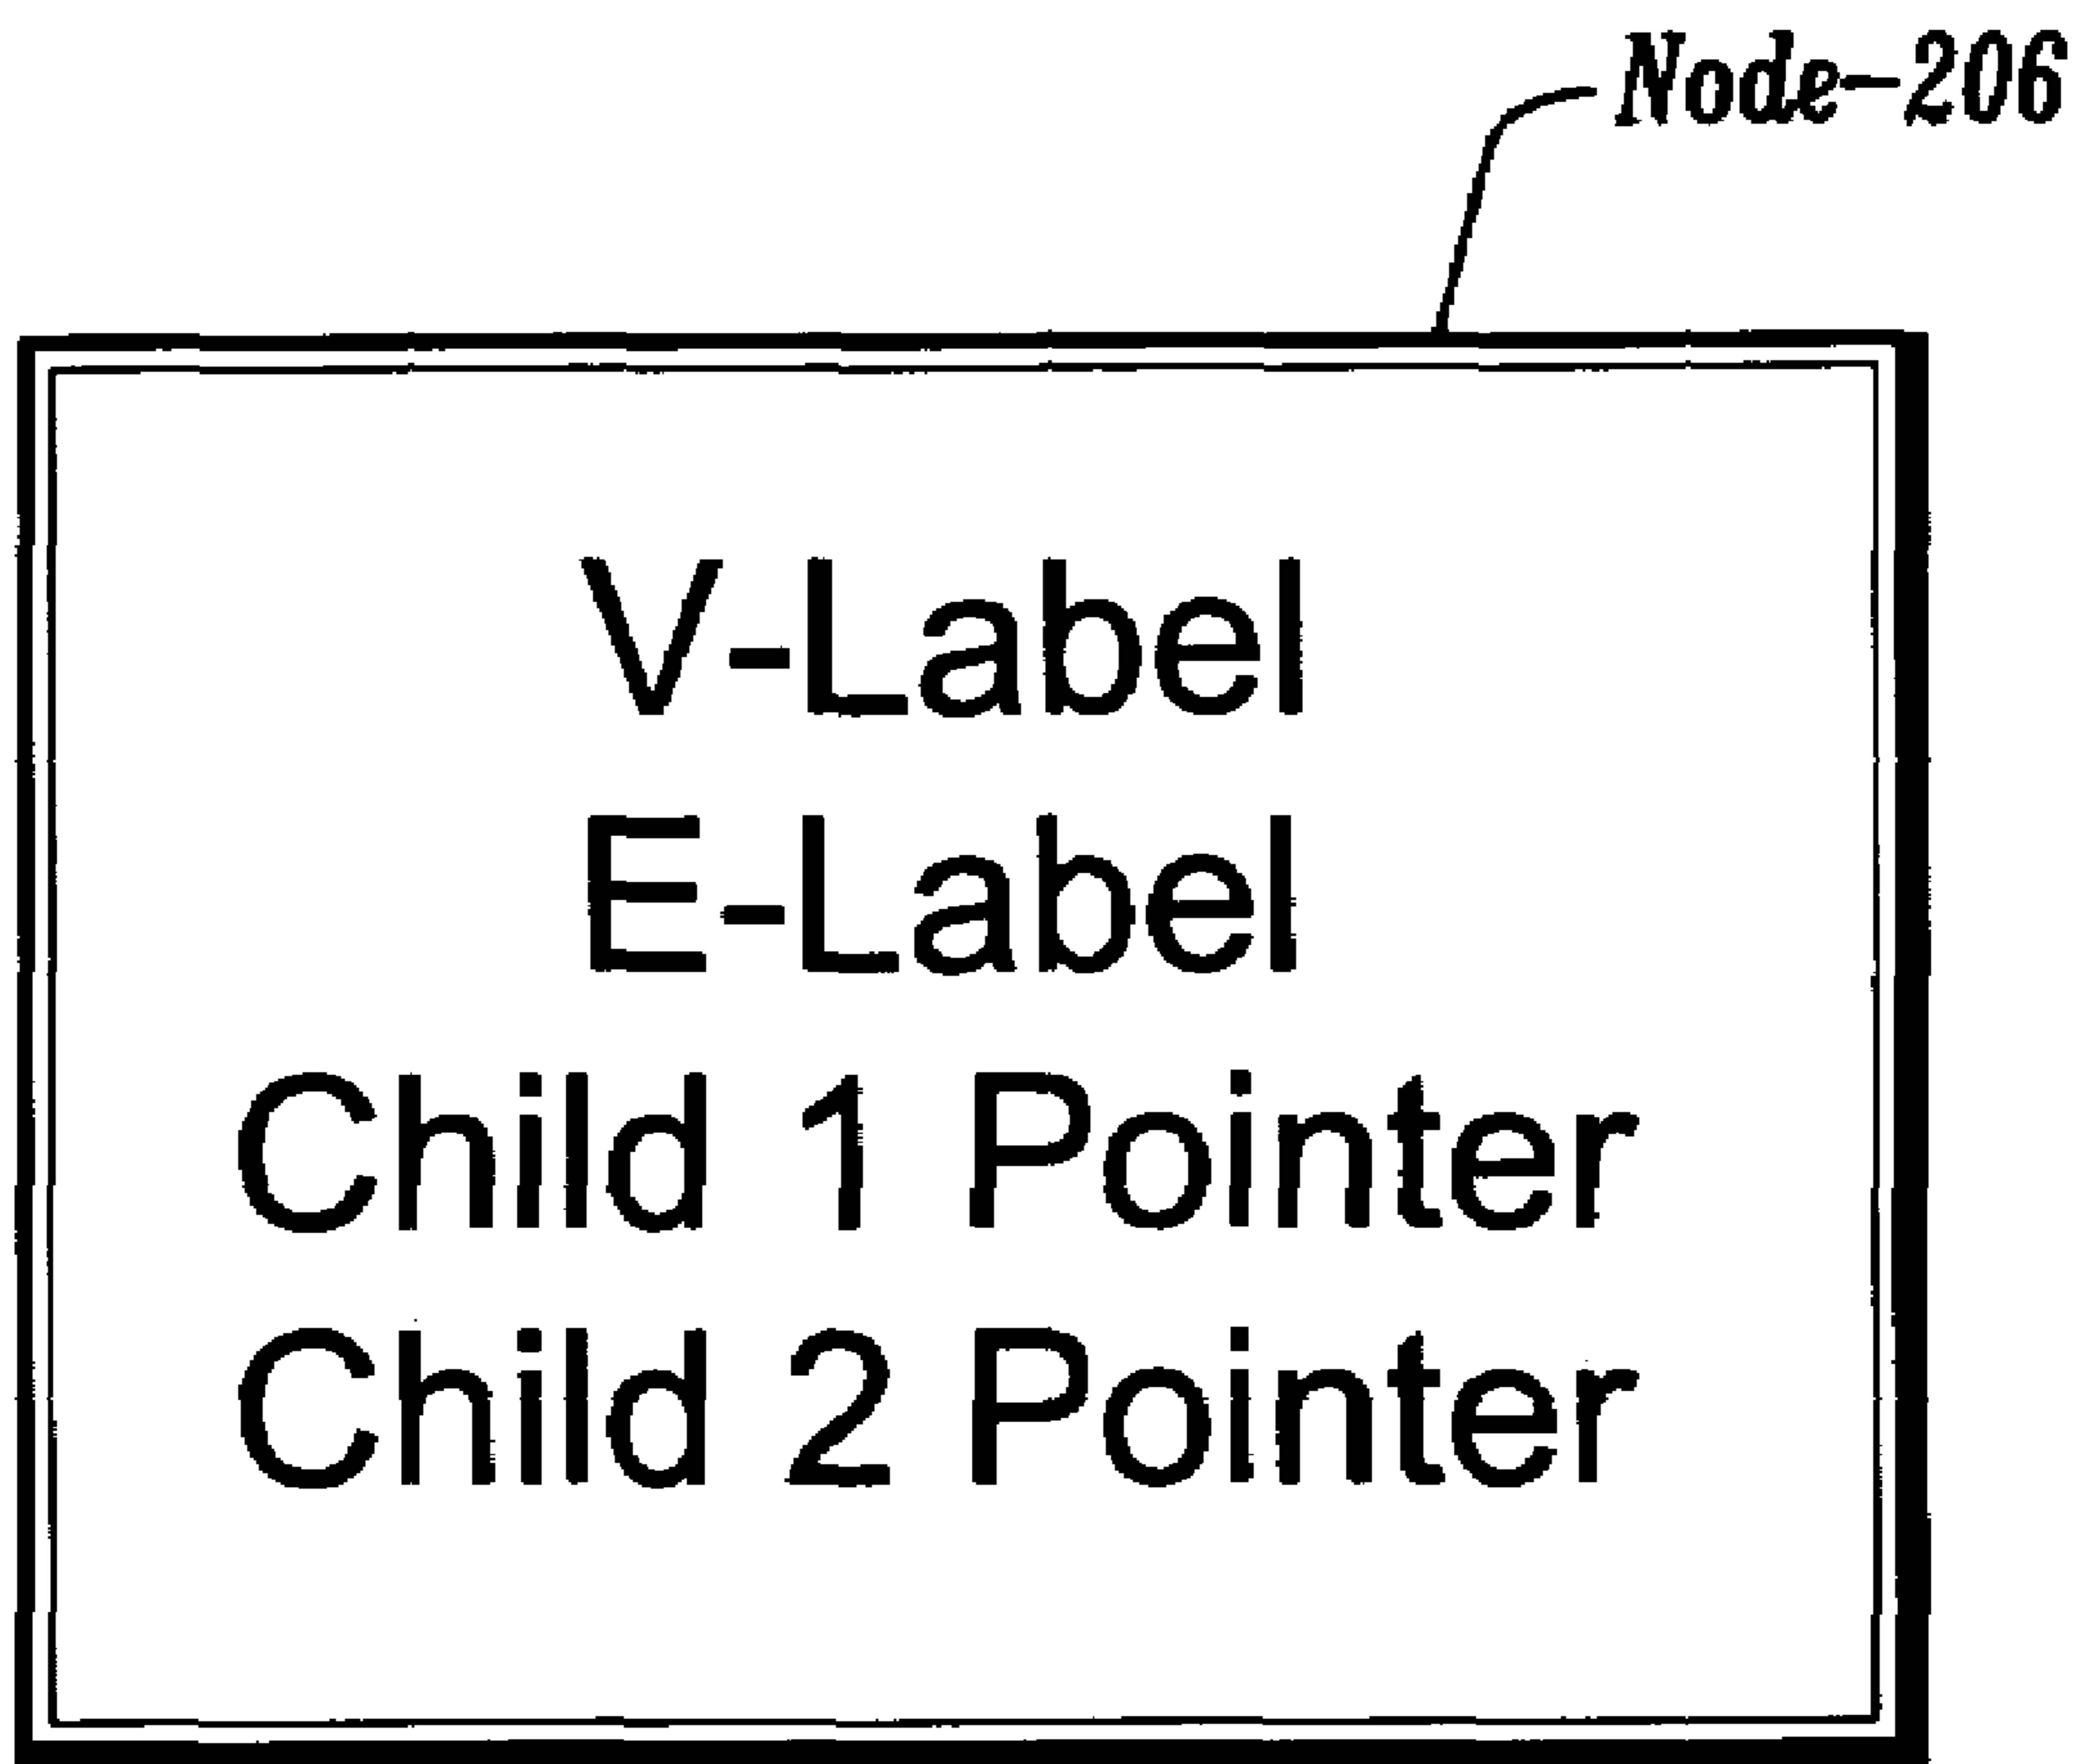 Node-206
V-Label
E-Label
Child 1 Pointer
Child 2 Pointer